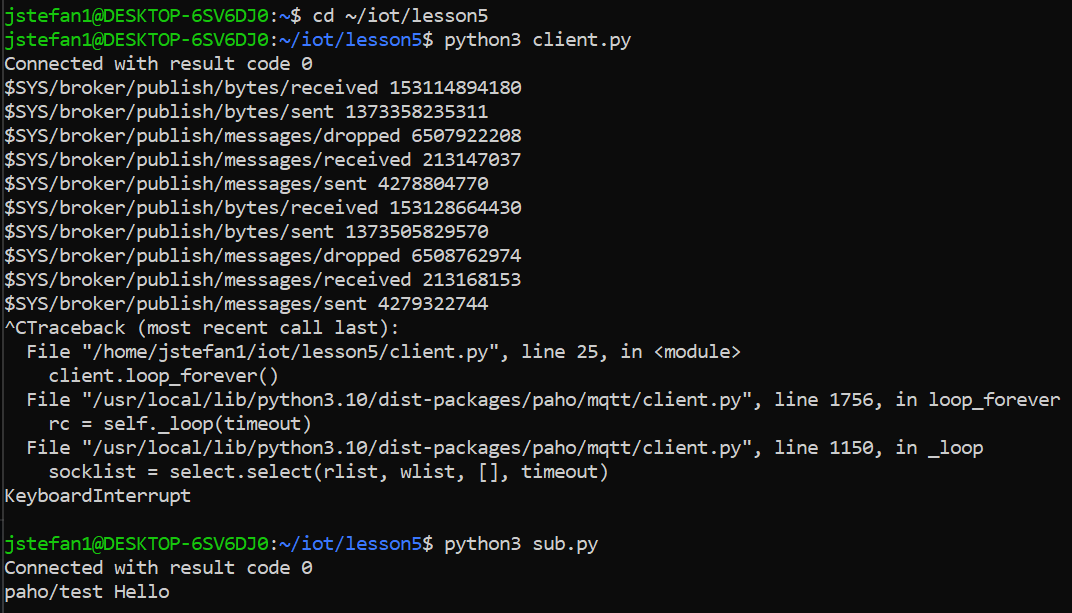 jstefan1@DESKTOP-6SV6DJ0:~$ cd ~/iot/lesson5
jstefan1@DESKTOP-6SV6DJ0:~/iot/lesson5$ python3 client.py
Connected with result code 0
$SYS/broker/publish/bytes/received 153114894180
$SYS/broker/publish/bytes/sent 1373358235311
$SYS/broker/publish/messages/dropped 6507922208
$SYS/broker/publish/messages/received 213147037
$SYS/broker/publish/messages/sent 4278804770
$SYS/broker/publish/bytes/received 153128664430
$SYS/broker/publish/bytes/sent 1373505829570
$SYS/broker/publish/messages/dropped 6508762974
$SYS/broker/publish/messages/received 213168153
$SYS/broker/publish/messages/sent 4279322744
^CTraceback (most recent call last):
  File "/home/jstefan1/iot/lesson5/client.py", line 25, in <module>
    client.loop_forever()
  File "/usr/local/lib/python3.10/dist-packages/paho/mqtt/client.py", line 1756, in loop_forever
    rc = self._loop(timeout)
  File "/usr/local/lib/python3.10/dist-packages/paho/mqtt/client.py", line 1150, in _loop
    socklist = select.select(rlist, wlist, [], timeout)
KeyboardInterrupt

jstefan1@DESKTOP-6SV6DJ0:~/iot/lesson5$ python3 sub.py
Connected with result code 0
paho/test Hello